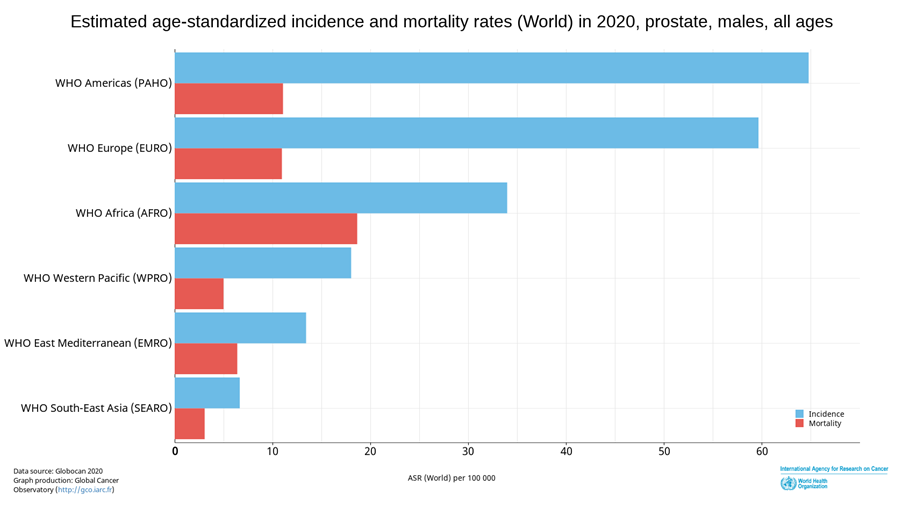 Estimated age-standardized incidence and mortality rates (World) in 2020, prostate, males, all ages
WHO Americas (PAHO)
WHO Europe (EURO)
WHO Africa (AFRO)
WHO Western Pacific (WPRO)
WHO East Mediterranean (EMRO)
WHO South-East Asia (SEARO)
Incidence
Mortality
0 10 20 30 40 50 60
ASR (World) per 100 000
Data source: Globocan 2020
Graph production: Global Cancer
Observatory (http://gco.iarc.fr)
International Agency for Research on Cancer
World Health
Organization